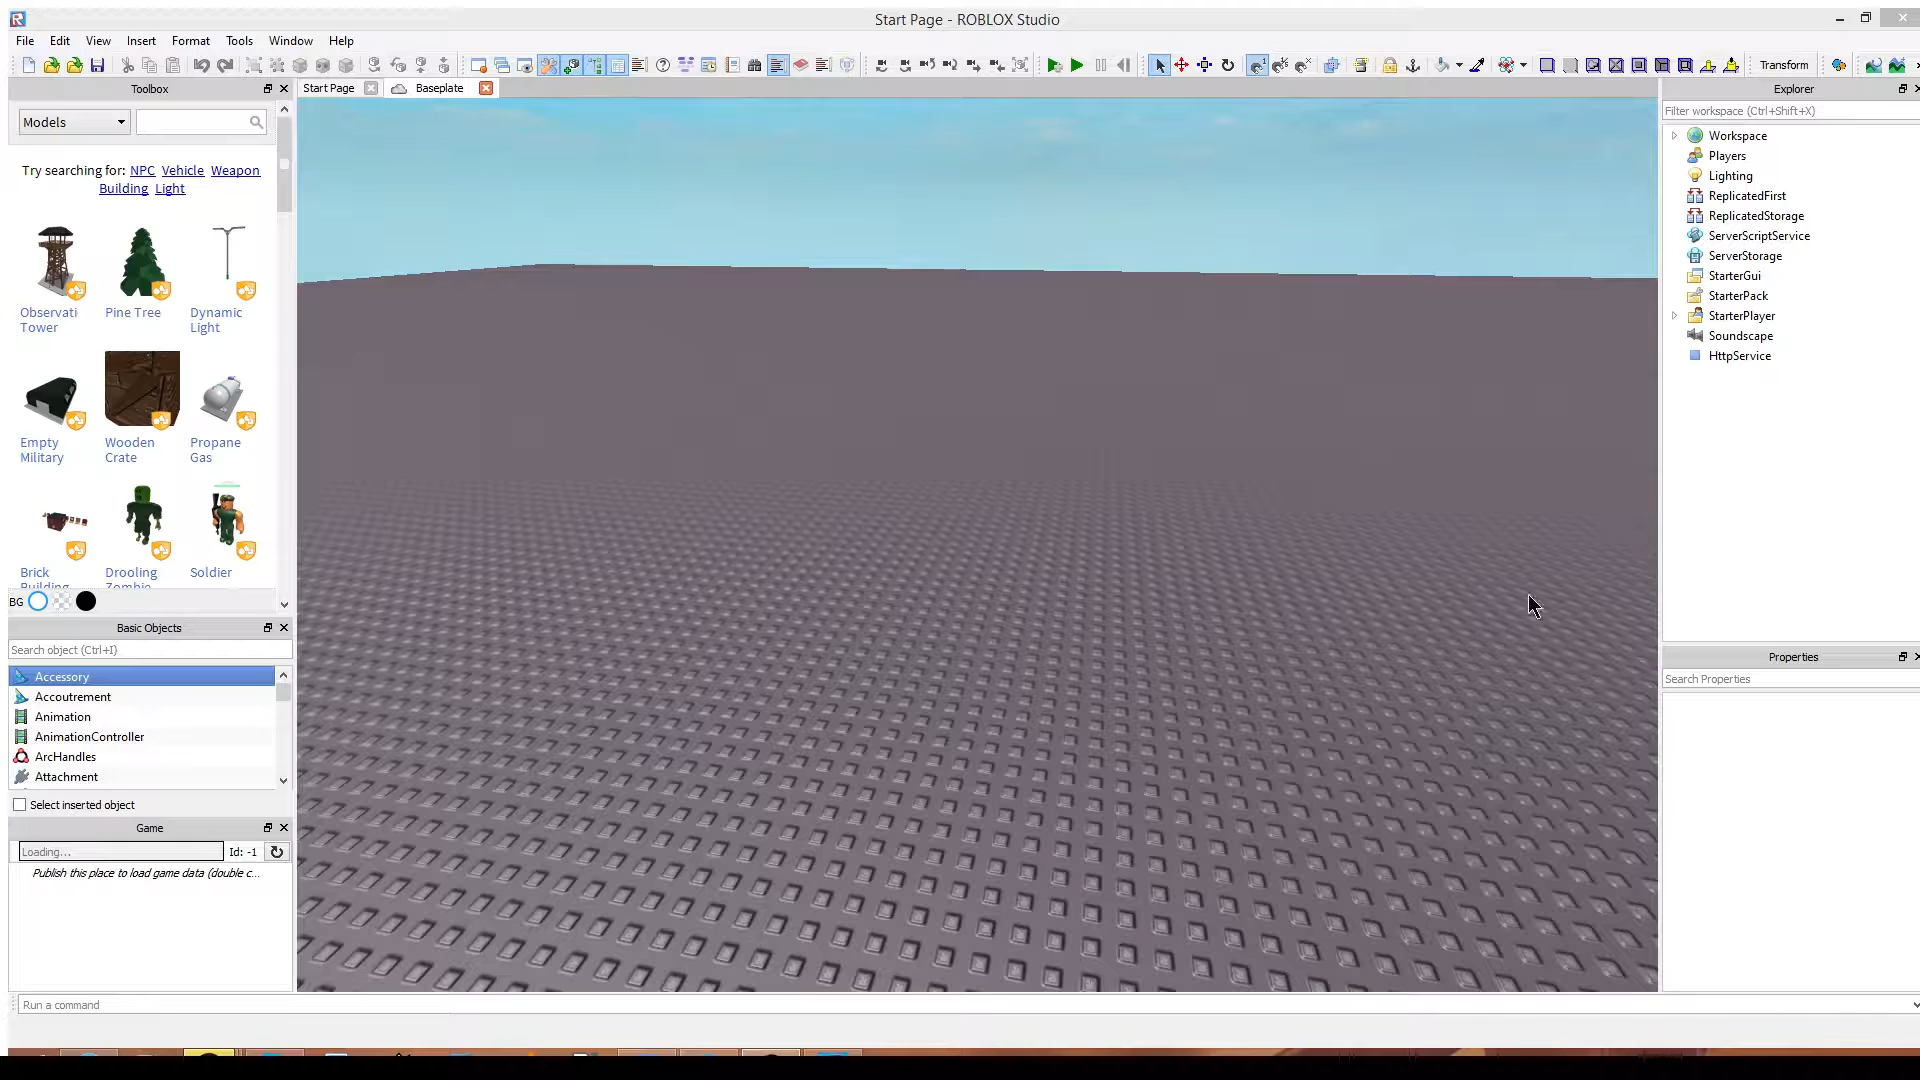 Start Page - ROBLOX Studio
File Edit View Insert Format Tools Window Help
Transform
Toolbox
Start Page Baseplate
Explorer
Models
Filter workspace (Ctrl+Shift+X)
Try searching for: NPC Vehicle Weapon
Building Light
Workspace
Players
Lighting
ReplicatedFirst
ReplicatedStorage
ServerScriptService
ServerStorage
StarterGui
StarterPack
StarterPlayer
Soundscape
HttpService
Observati Pine Tree Dynamic
Tower Light
Empty Wooden Propane
Military Crate Gas
Brick Drooling Soldier
Building Zombie
BG
Basic Objects
Search object (Ctrl+I)
Accessory
Accoutrement
Animation
AnimationController
ArcHandles
Attachment
Select inserted object
Properties
Search Properties
Game
Loading... Id: -1
Publish this place to load game data (double c...
Run a command